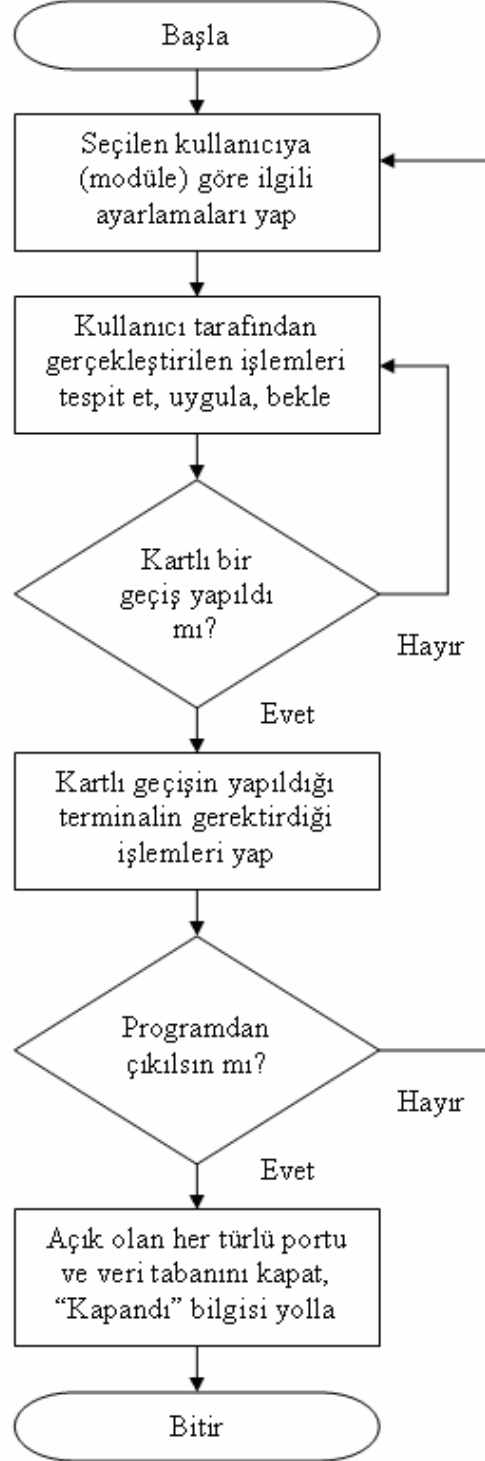 Başla
Seçilen kullanıcıya
(modüle) göre ilgili
ayarlamaları yap
Kullanıcı tarafından
gerçekleştirilen işlemleri
tespit et, uygula, bekle
Kartlı bir
geçiş yapıldı
mı?
Hayır
Evet
Kartlı geçişin yapıldığı
terminalin gerektirdiği
işlemleri yap
Programdan
çıkılsın mı?
Hayır
Evet
Açık olan her türlü portu
ve veri tabanını kapat,
“Kapandı” bilgisi yolla
Bitir